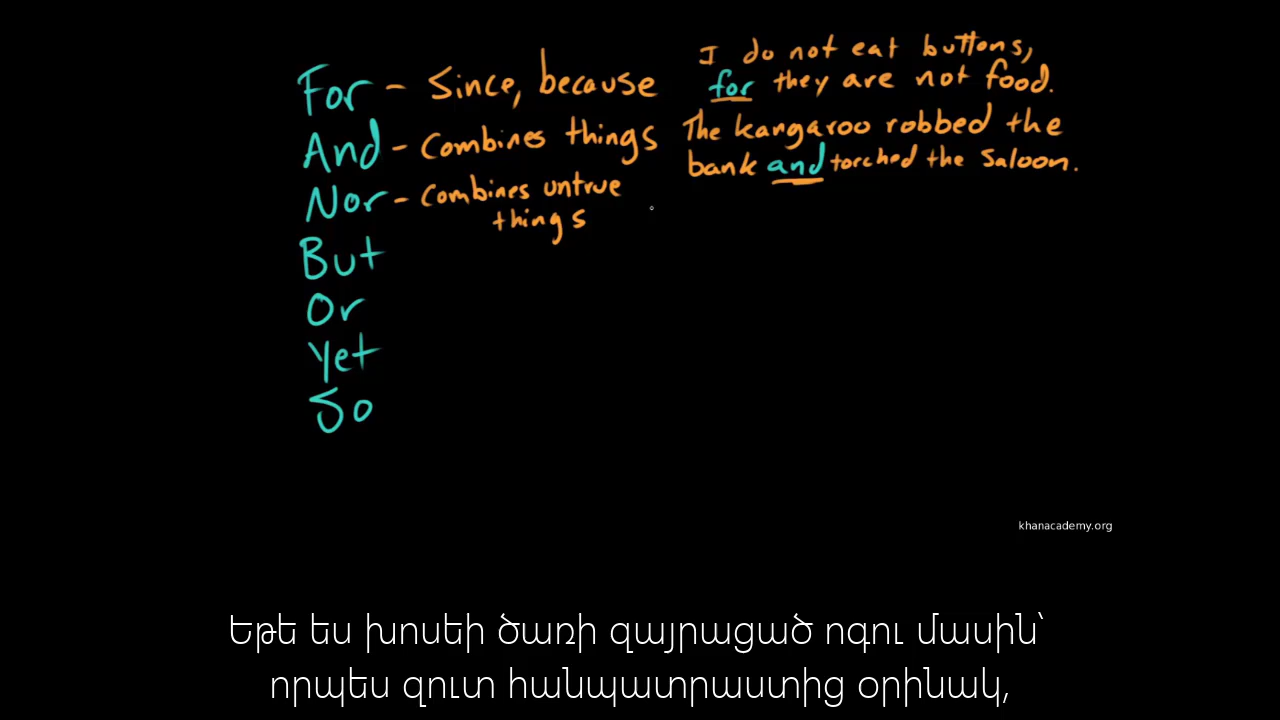 For - Since, because
I do not eat buttons,
for they are not food.
And - Combines things
The kangaroo robbed the
bank and torched the saloon.
Nor - Combines untrue
things
But
Or
Yet
So
khanacademy.org
Եթե ես խոսեի ծառի զայրացած ոգու մասին՝
որպես զուտ հանպատրաստից օրինակ,